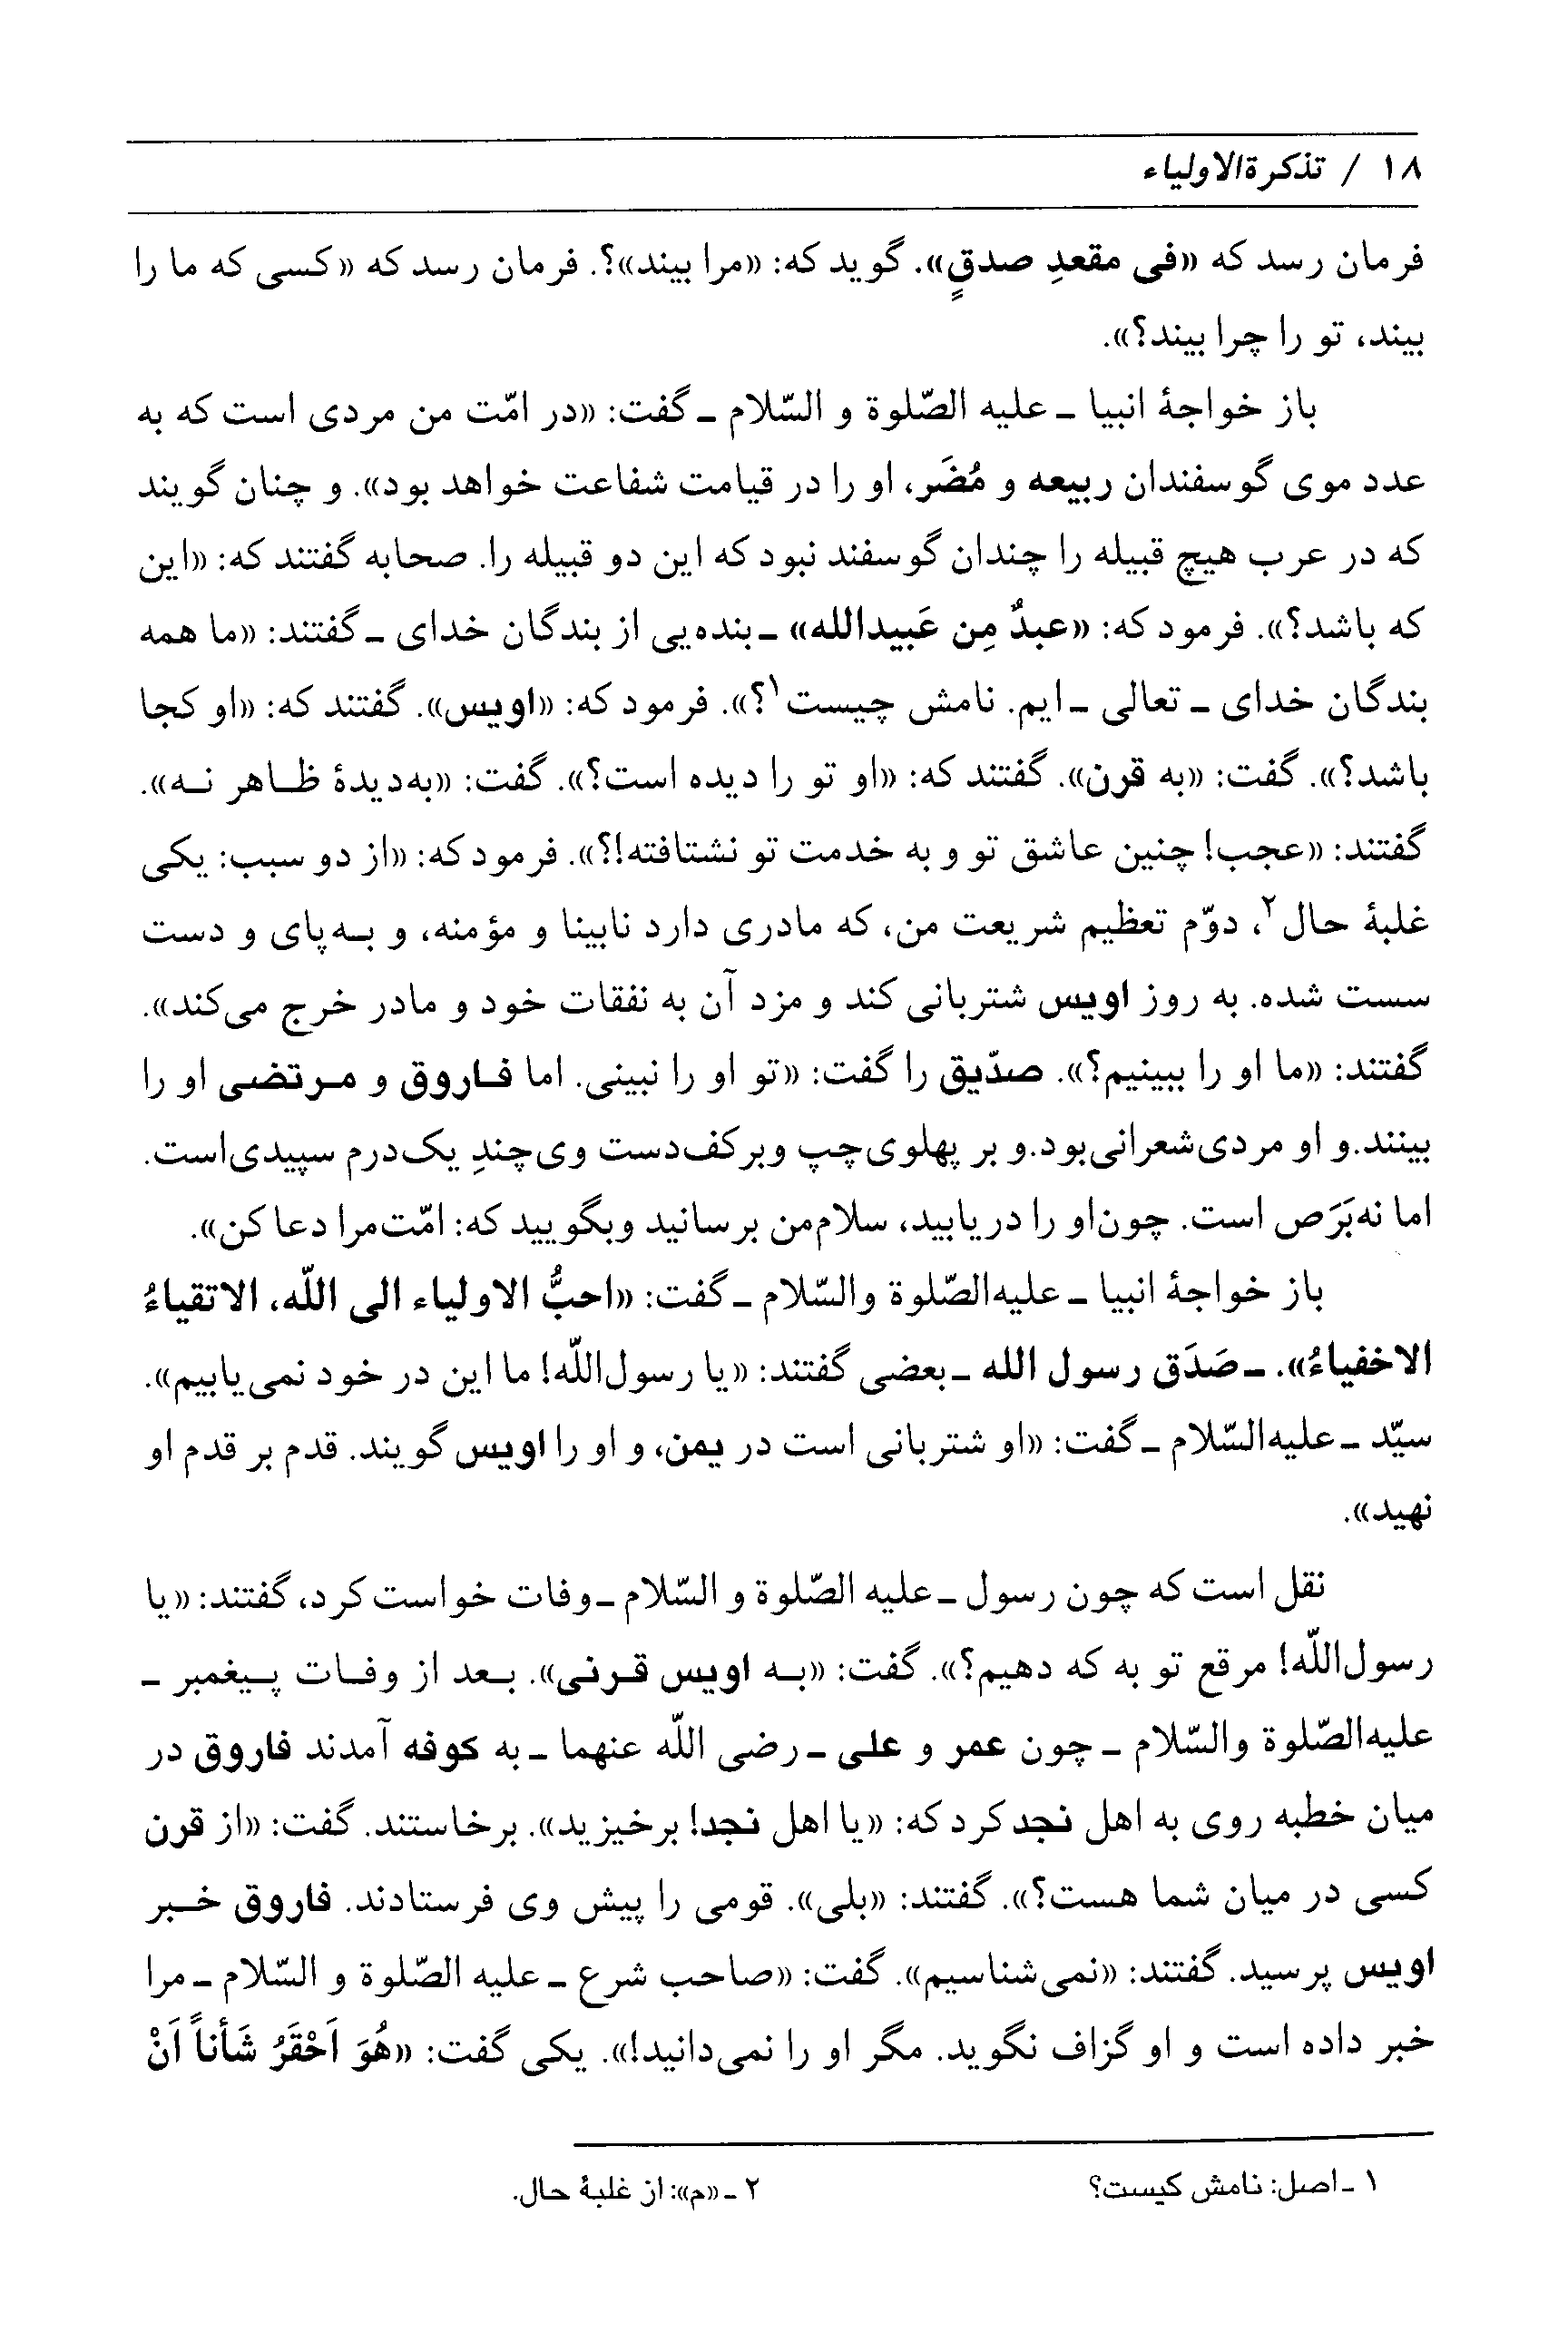 ۱۸ / تذکرةالاولیاء
فرمان رسد که «فی مقعدِ صدقٍ». گوید که: «مرا بیند»؟. فرمان رسد که «کسی که ما را
بیند، تو را چرا بیند؟».
باز خواجهٔ انبیا ـ علیه الصّلوة و السّلام ـ گفت: «در امّت من مردی است که به
عدد موی گوسفندان ربیعه و مُضَر، او را در قیامت شفاعت خواهد بود». و چنان گویند
که در عرب هیچ قبیله را چندان گوسفند نبود که این دو قبیله را. صحابه گفتند که: «این
که باشد؟». فرمود که: «عبدٌ مِن عَبیدالله» ـ بنده‌یی از بندگان خدای ـ گفتند: «ما همه
بندگان خدای ـ تعالی ـ ایم. نامش چیست۱؟». فرمود که: «اویس». گفتند که: «او کجا
باشد؟». گفت: «به قرن». گفتند که: «او تو را دیده است؟». گفت: «به‌دیدهٔ ظاهر نه».
گفتند: «عجب! چنین عاشق تو و به خدمت تو نشتافته!؟». فرمود که: «از دو سبب: یکی
غلبهٔ حال۲، دوّم تعظیم شریعت من، که مادری دارد نابینا و مؤمنه، و به‌پای و دست
سست شده. به روز اویس شتربانی کند و مزد آن به نفقات خود و مادر خرج می‌کند».
گفتند: «ما او را ببینیم؟». صدّیق را گفت: «تو او را نبینی. اما فاروق و مرتضی او را
بینند. و او مردی شعرانی بود. و بر پهلوی چپ و بر کف دست وی چندِ یک درم سپیدی است.
اما نه بَرَص است. چون او را دریابید، سلام من برسانید و بگویید که: امّت مرا دعا کن».
باز خواجهٔ انبیا ـ علیه‌الصّلوة والسّلام ـ گفت: «احبُّ الاولیاء الی اللّه، الاتقیاءُ
الاخفیاءُ». ـ صَدَق رسول الله ـ بعضی گفتند: «یا رسول‌اللّه! ما این در خود نمی‌یابیم».
سیّد ـ علیه‌السّلام ـ گفت: «او شتربانی است در یمن، و او را اویس گویند. قدم بر قدم او
نهید».
نقل است که چون رسول ـ علیه الصّلوة و السّلام ـ وفات خواست کرد، گفتند: «یا
رسول‌اللّه! مرقع تو به که دهیم؟». گفت: «به اویس قرنی». بعد از وفات پیغمبر ـ
علیه‌الصّلوة والسّلام ـ چون عمر و علی ـ رضی اللّه عنهما ـ به کوفه آمدند فاروق در
میان خطبه روی به اهل نجد کرد که: «یا اهل نجد! برخیزید». برخاستند. گفت: «از قرن
کسی در میان شما هست؟». گفتند: «بلی». قومی را پیش وی فرستادند. فاروق خبر
اویس پرسید. گفتند: «نمی‌شناسیم». گفت: «صاحب شرع ـ علیه الصّلوة و السّلام ـ مرا
خبر داده است و او گزاف نگوید. مگر او را نمی‌دانید!». یکی گفت: «هُوَ اَحْقَرُ شَأناً اَنْ
۱ ـ اصل: نامش کیست؟
۲ ـ «م»: از غلبهٔ حال.